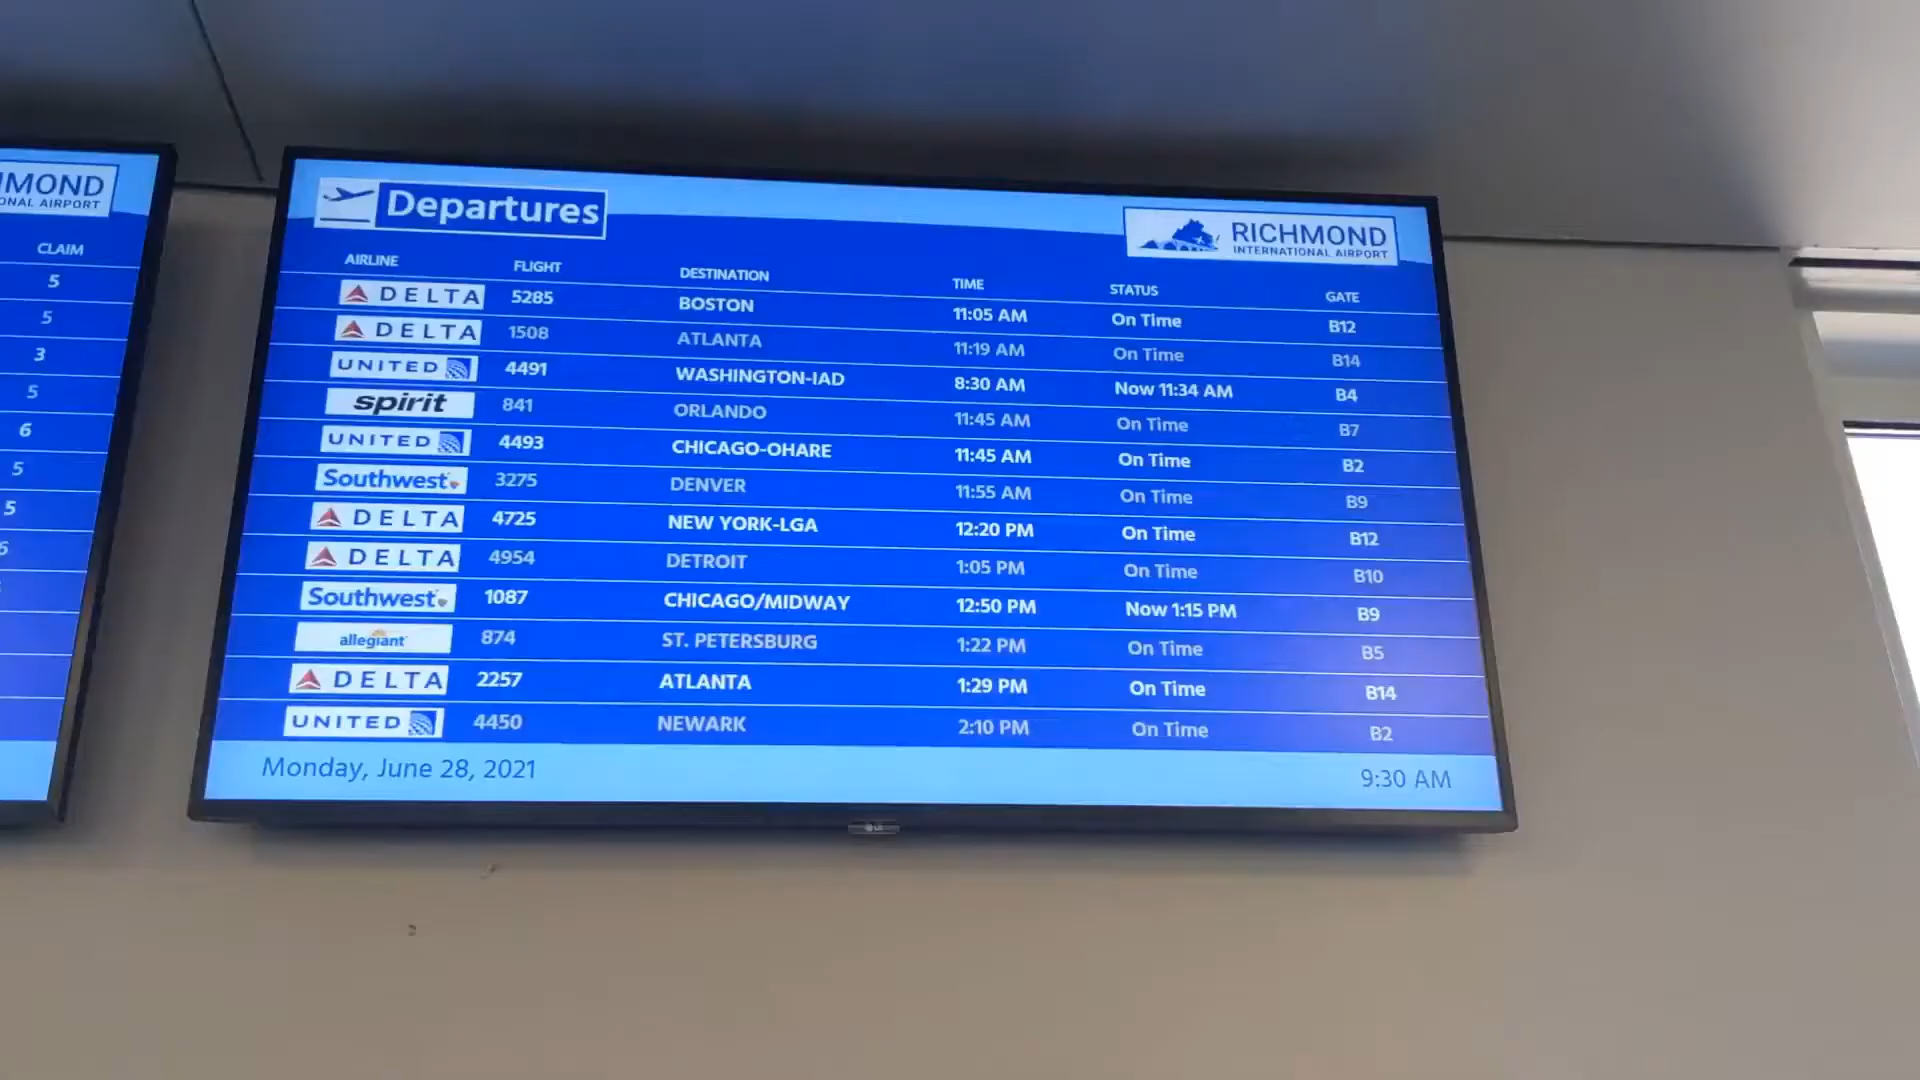 MOND
ONAL AIRPORT
CLAIM
5
5
3
5
6
5
5
Departures
RICHMOND
INTERNATIONAL AIRPORT
AIRLINE FLIGHT DESTINATION TIME STATUS GATE
DELTA 5285 BOSTON 11:05 AM On Time B12
DELTA 1508 ATLANTA 11:19 AM On Time B14
UNITED 4491 WASHINGTON-IAD 8:30 AM Now 11:34 AM B4
spirit 841 ORLANDO 11:45 AM On Time B7
UNITED 4493 CHICAGO-OHARE 11:45 AM On Time B2
Southwest 3275 DENVER 11:55 AM On Time B9
DELTA 4725 NEW YORK-LGA 12:20 PM On Time B12
DELTA 4954 DETROIT 1:05 PM On Time B10
Southwest 1087 CHICAGO/MIDWAY 12:50 PM Now 1:15 PM B9
allegiant 874 ST. PETERSBURG 1:22 PM On Time B5
DELTA 2257 ATLANTA 1:29 PM On Time B14
UNITED 4450 NEWARK 2:10 PM On Time B2
Monday, June 28, 2021 9:30 AM
LG